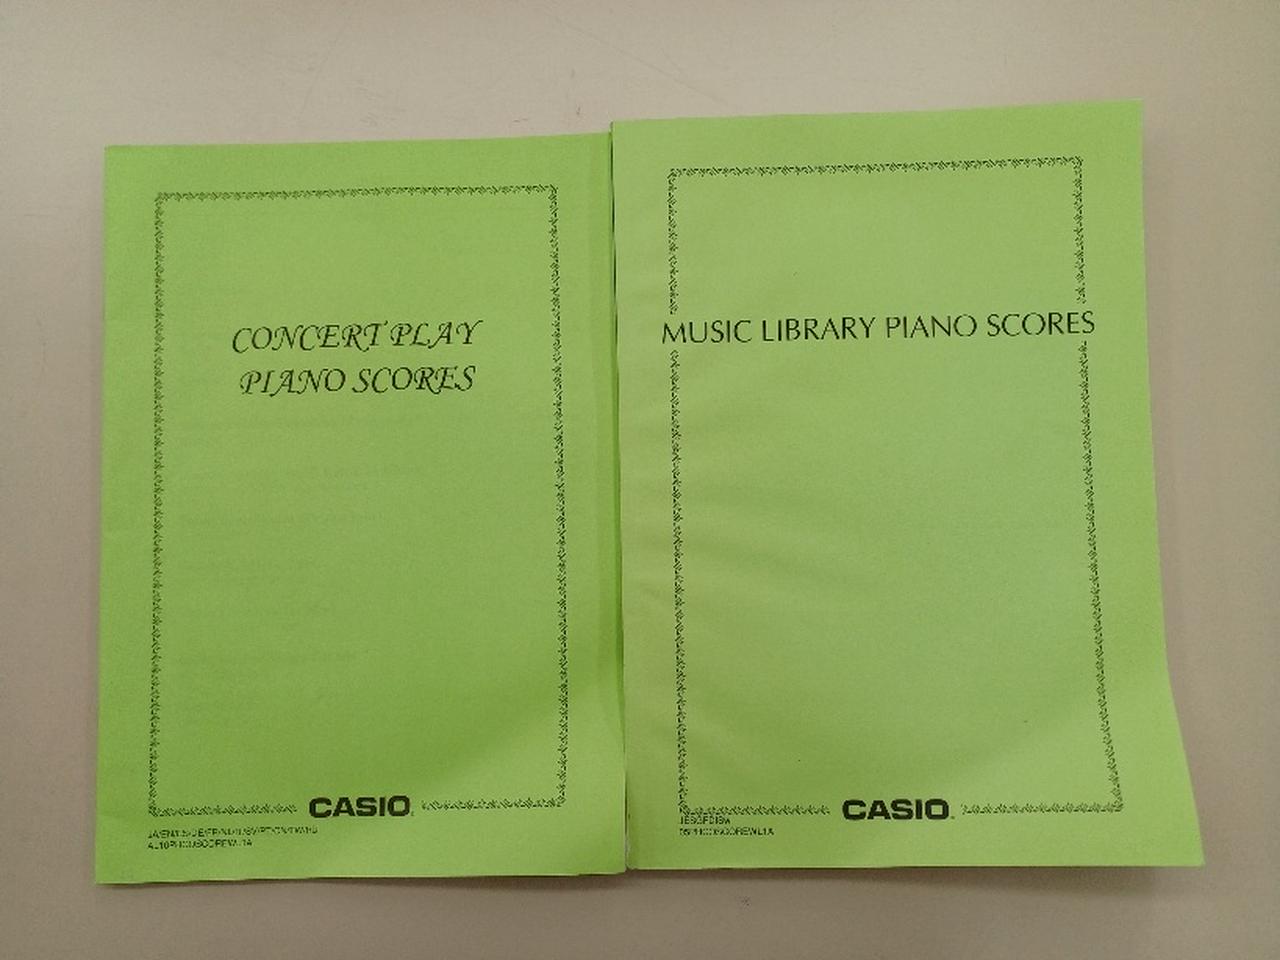 CONCERT PLAY
PIANO SCORES
CASIO
MUSIC LIBRARY PIANO SCORES
CASIO